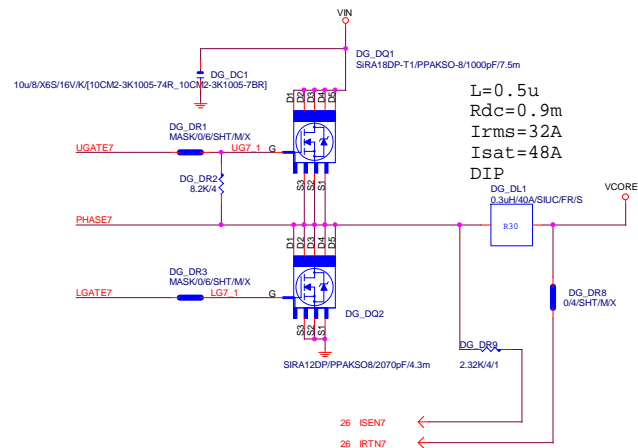 VIN
DG_DQ1
SiRA18DP-T1/PPAKSO-8/1000pF/7.5m
DG_DC1
10u/8/X6S/16V/K/[10CM2-3K1005-74R_10CM2-3K1005-7BR]
D1
D2
D3
D4
D5
L=0.5u
Rdc=0.9m
Irms=32A
Isat=48A
DIP
DG_DR1
MASK/0/6/SHT/M/X
UGATE7
UG7_1
G
S3
S2
S1
DG_DR2
8.2K/4
DG_DL1
0.3uH/40A/SIUC/FR/S
VCORE
PHASE7
R30
D1
D2
D3
D4
D5
DG_DR3
MASK/0/6/SHT/M/X
LGATE7
LG7_1
G
S3
S2
S1
DG_DQ2
DG_DR8
0/4/SHT/M/X
SIRA12DP/PPAKSO8/2070pF/4.3m
DG_DR9
2.32K/4/1
26 ISEN7
26 IRTN7